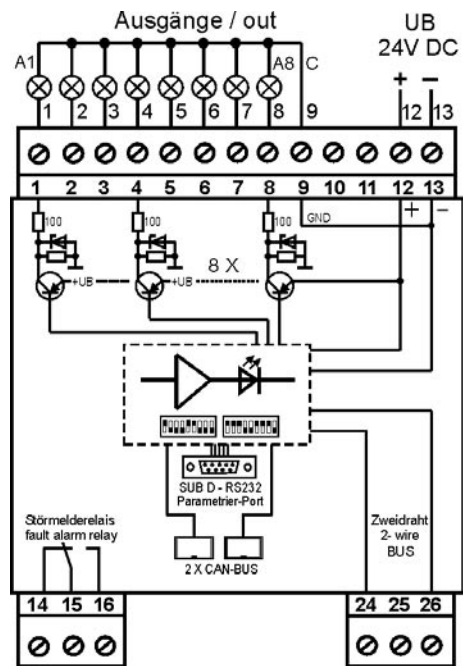 Ausgänge / out
UB
24V DC
+ −
A1 A8 C
1 2 3 4 5 6 7 8 9 12 13
1 2 3 4 5 6 7 8 9 10 11 12 13
100 100 100 GND + −
+UB +UB 8 X
SUB D - RS232
Parametrier-Port
Störmelderelais
fault alarm relay
2 X CAN-BUS
Zweidraht
2- wire
BUS
14 15 16
24 25 26